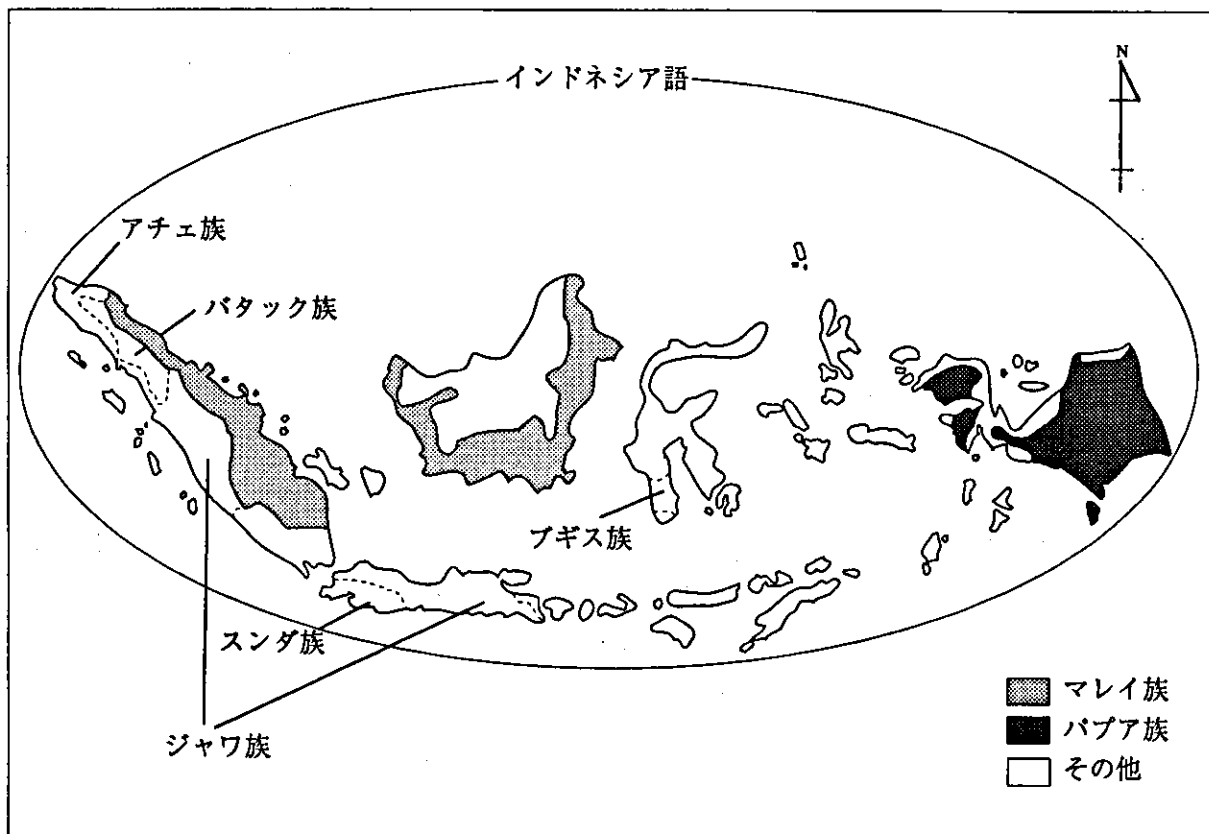 インドネシア語
N
アチェ族
バタック族
ブギス族
スンダ族
ジャワ族
マレイ族
パプア族
その他